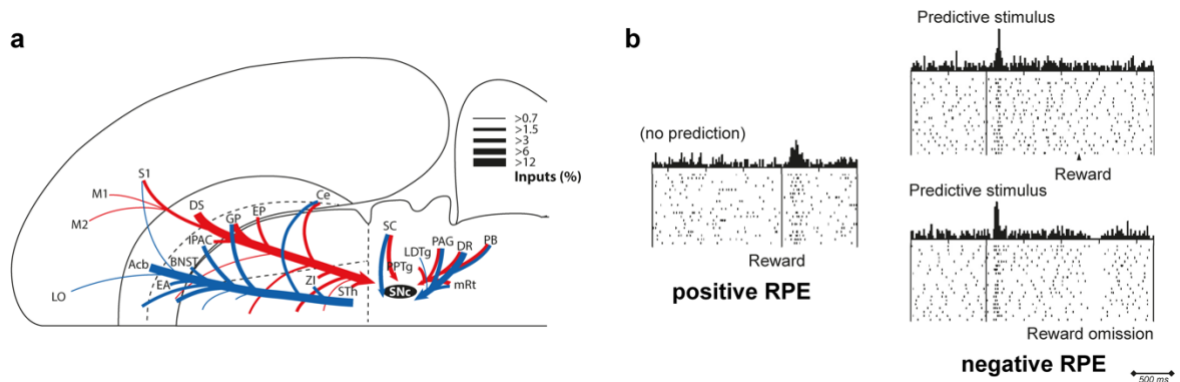 a
>0.7
>1.5
>3
>6
>12
Inputs (%)
S1
M1
M2
DS
GP
EP
Ce
IPAC
BNST
Acb
EA
LO
ZI
STh
SC
PPTg
LDTg
PAG
DR
PB
mRt
SNc
b
(no prediction)
Reward
positive RPE
Predictive stimulus
Reward
Predictive stimulus
Reward omission
negative RPE
500 ms